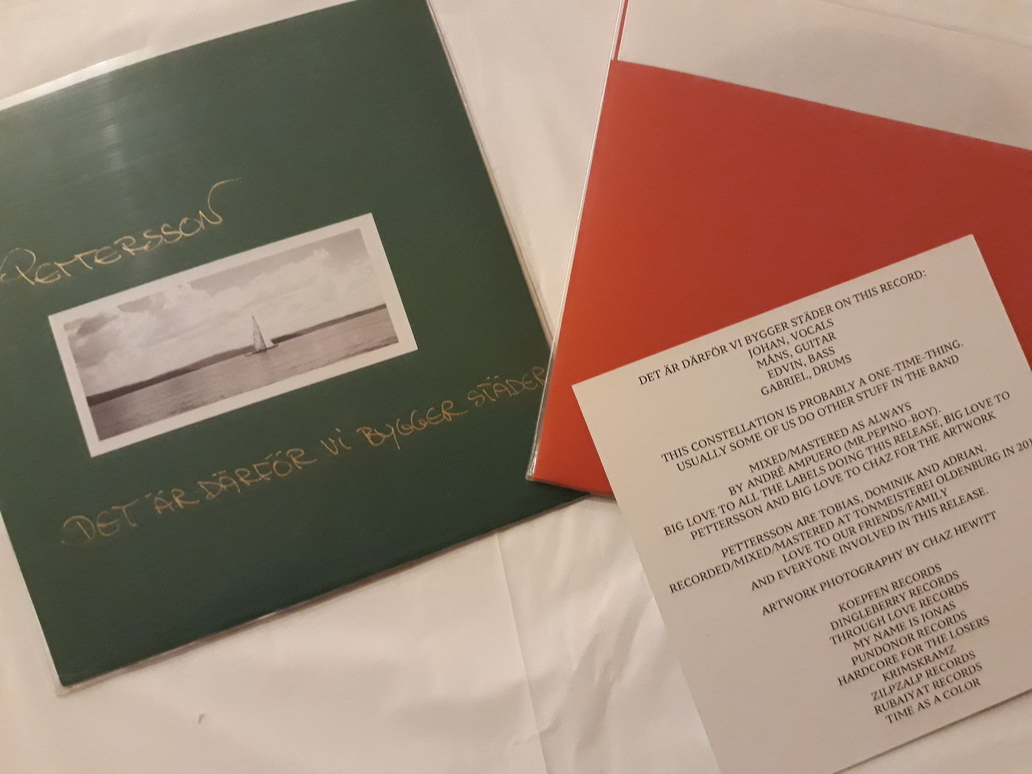 PETTERSSON
DET ÄR DÄRFÖR VI BYGGER STÄDER
DET ÄR DÄRFÖR VI BYGGER STÄDER ON THIS RECORD:
JOHAN, VOCALS
MÅNS, GUITAR
EDVIN, BASS
GABRIEL, DRUMS
THIS CONSTELLATION IS PROBABLY A ONE-TIME-THING.
USUALLY SOME OF US DO OTHER STUFF IN THE BAND
MIXED/MASTERED AS ALWAYS
BY ANDRÉ AMPUERO (MR.PEPINO-BOY).
BIG LOVE TO ALL THE LABELS DOING THIS RELEASE, BIG LOVE TO
PETTERSSON AND BIG LOVE TO CHAZ FOR THE ARTWORK
PETTERSSON ARE TOBIAS, DOMINIK AND ADRIAN.
RECORDED/MIXED/MASTERED AT TONMEISTEREI OLDENBURG IN
LOVE TO OUR FRIENDS/FAMILY
AND EVERYONE INVOLVED IN THIS RELEASE.
ARTWORK PHOTOGRAPHY BY CHAZ HEWITT
KOEPFEN RECORDS
DINGLEBERRY RECORDS
THROUGH LOVE RECORDS
MY NAME IS JONAS
PUNDONOR RECORDS
HARDCORE FOR THE LOSERS
KRIMSKRAMZ
ZILPZALP RECORDS
RUBAIYAT RECORDS
TIME AS A COLOR